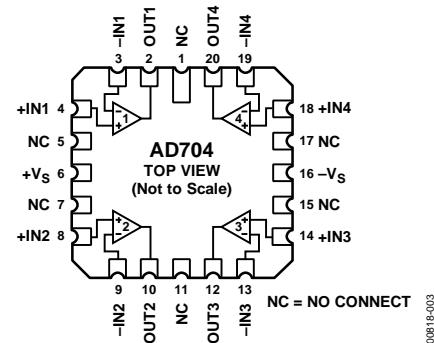 –IN1
OUT1
NC
OUT4
–IN4
3 2 1 20 19
+IN1 4
18 +IN4
– + 1
– + 4
NC 5
17 NC
AD704
TOP VIEW
(Not to Scale)
+VS 6
16 –VS
NC 7
15 NC
+IN2 8
14 +IN3
+ – 2
+ – 3
9 10 11 12 13
–IN2
OUT2
NC
OUT3
–IN3
NC = NO CONNECT
00818-003